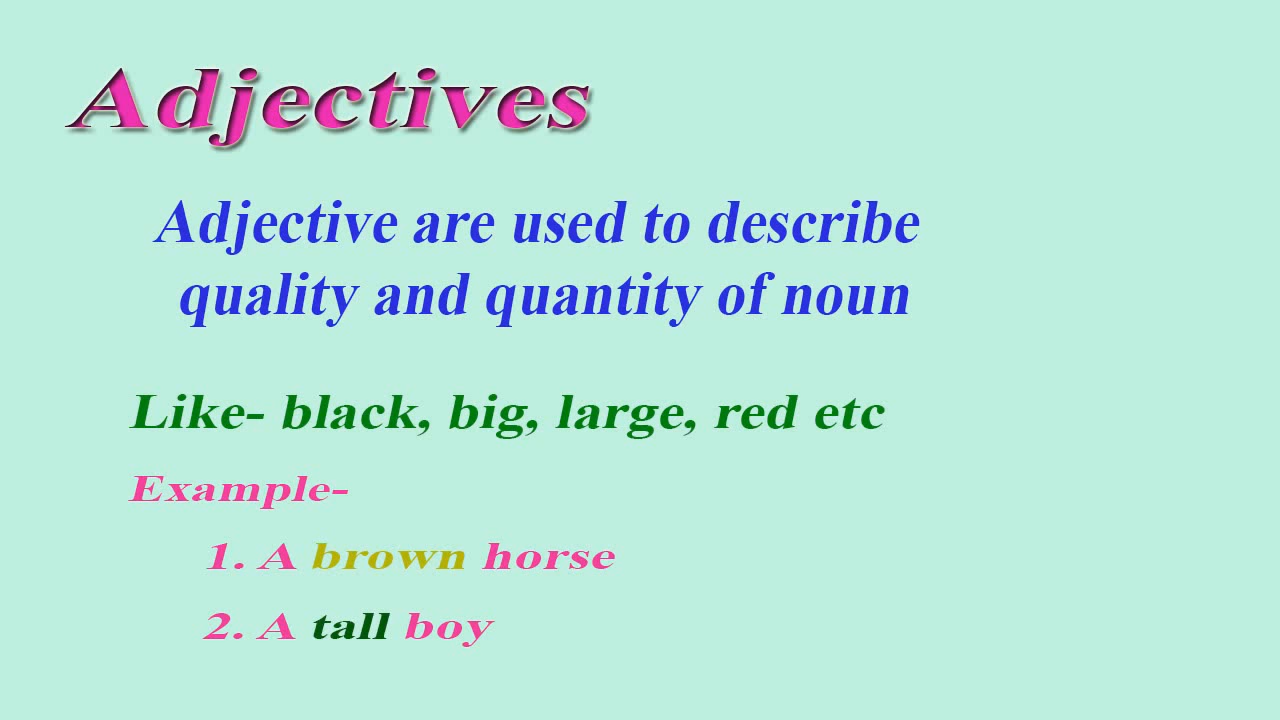 Adjectives
Adjective are used to describe
quality and quantity of noun
Like- black, big, large, red etc
Example-
1. A brown horse
2. A tall boy